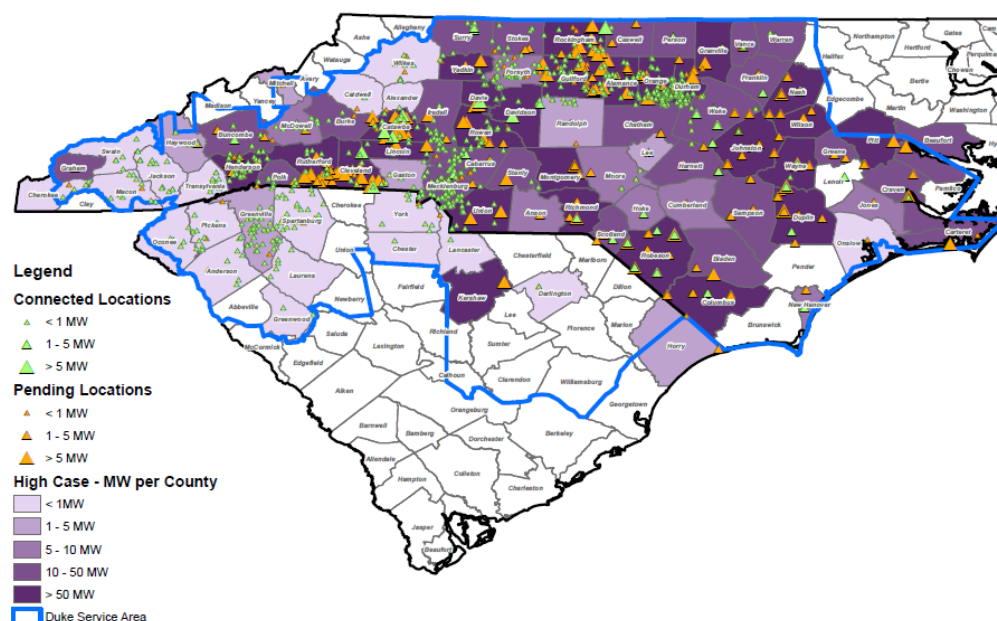 Ashe
Allegheny
Surry
Stokes
Rockingham
Caswell
Person
Granville
Vance
Warren
Northampton
Gates
Hertford
Halifax
Perquima
Chowan
Bertie
Watauga
Wilkes
Yadkin
Forsyth
Guilford
Alamance
Orange
Durham
Franklin
Nash
Edgecombe
Martin
Washington
Avery
Mitchell
Yancey
Madison
Caldwell
Alexander
Iredell
Davie
Davidson
Randolph
Chatham
Wake
Wilson
Pitt
Beaufort
Haywood
Buncombe
McDowell
Burke
Catawba
Rowan
Johnston
Greene
Swain
Graham
Jackson
Henderson
Rutherford
Lincoln
Cabarrus
Stanly
Montgomery
Moore
Lee
Harnett
Wayne
Lenoir
Craven
Pamlico
Cherokee
Clay
Macon
Transylvania
Polk
Cleveland
Gaston
Mecklenburg
Union
Anson
Richmond
Hoke
Cumberland
Sampson
Duplin
Jones
Onslow
Carteret
Oconee
Pickens
Greenville
Spartanburg
Cherokee
York
Scotland
Robeson
Bladen
Pender
Anderson
Laurens
Union
Chester
Lancaster
Chesterfield
Marlboro
Columbus
New Hanover
Brunswick
Abbeville
Greenwood
Newberry
Fairfield
Kershaw
Darlington
Dillon
Lee
Marion
Horry
McCormick
Saluda
Edgefield
Lexington
Richland
Sumter
Florence
Calhoun
Clarendon
Williamsburg
Aiken
Orangeburg
Georgetown
Barnwell
Bamberg
Dorchester
Berkeley
Allendale
Hampton
Colleton
Charleston
Jasper
Beaufort
Legend
Connected Locations
< 1 MW
1 - 5 MW
> 5 MW
Pending Locations
< 1 MW
1 - 5 MW
> 5 MW
High Case - MW per County
< 1MW
1 - 5 MW
5 - 10 MW
10 - 50 MW
> 50 MW
Duke Service Area